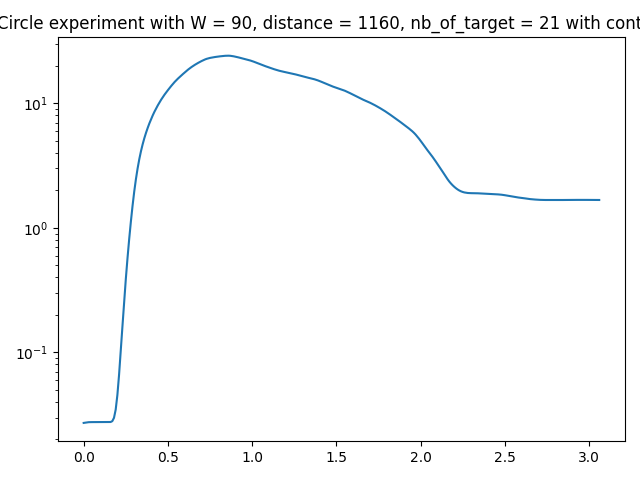 Circle experiment with W = 90, distance = 1160, nb_of_target = 21 with cont
10¹
10⁰
10⁻¹
0.0 0.5 1.0 1.5 2.0 2.5 3.0